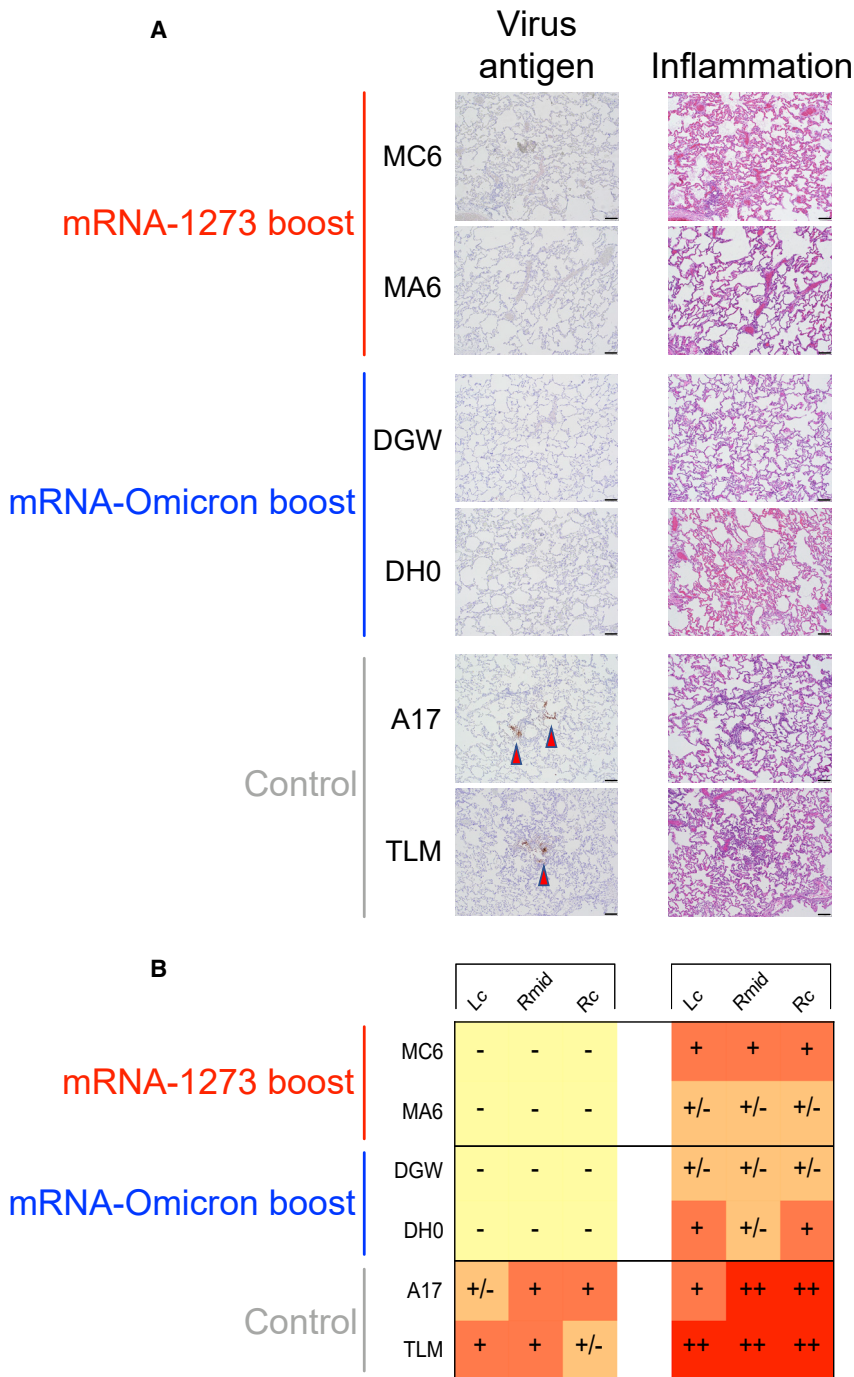 A
Virus
antigen
Inflammation
mRNA-1273 boost
MC6
MA6
mRNA-Omicron boost
DGW
DH0
Control
A17
TLM
B
Lc Rmid Rc Lc Rmid Rc
mRNA-1273 boost
MC6 - - - + + +
MA6 - - - +/- +/- +/-
mRNA-Omicron boost
DGW - - - +/- +/- +/-
DH0 - - - + +/- +
Control
A17 +/- + + + ++ ++
TLM + + +/- ++ ++ ++